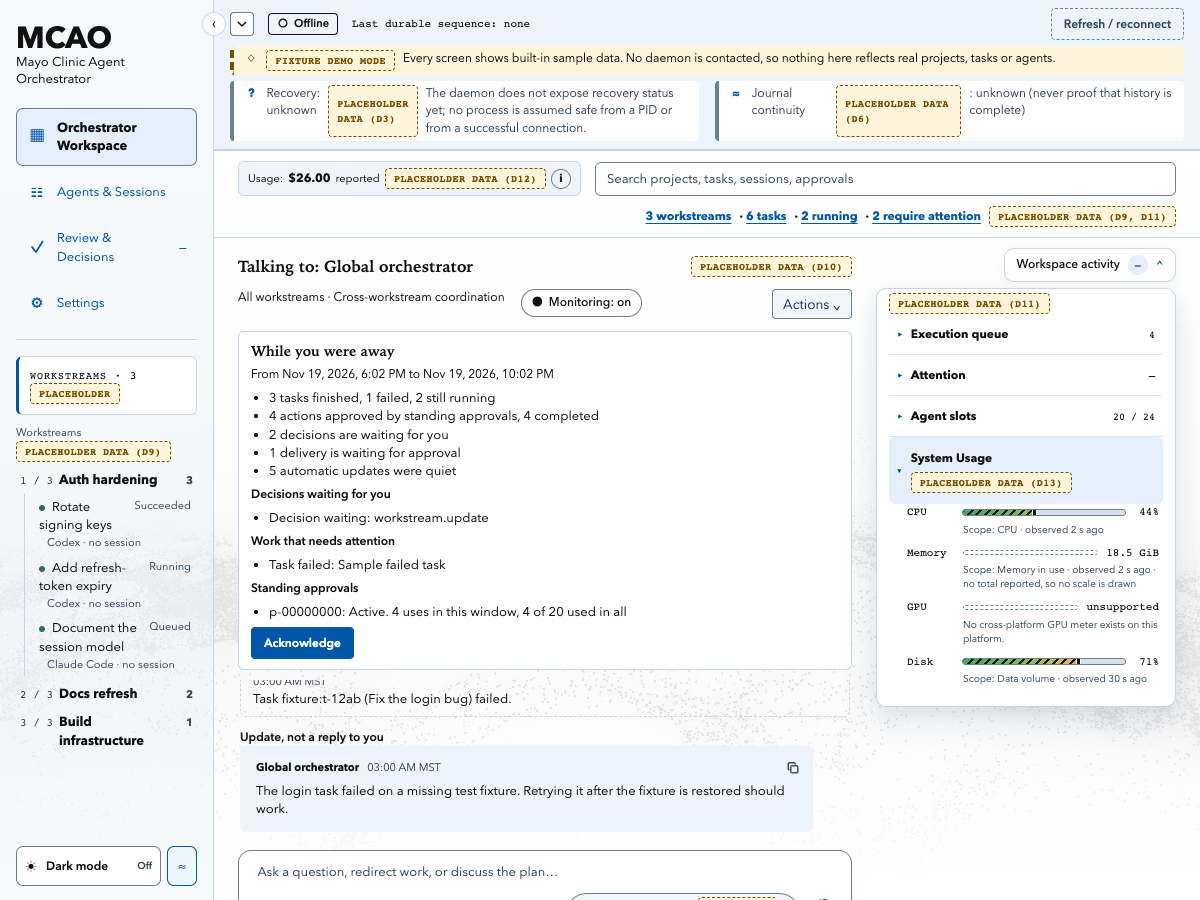 MCAO
Mayo Clinic Agent
Orchestrator
Orchestrator
Workspace
Agents & Sessions
Review &
Decisions
–
Settings
WORKSTREAMS · 3
PLACEHOLDER
Workstreams
PLACEHOLDER DATA (D9)
1 / 3 Auth hardening 3
Rotate signing keys Succeeded
Codex · no session
Add refresh-token expiry Running
Codex · no session
Document the session model Queued
Claude Code · no session
2 / 3 Docs refresh 2
3 / 3 Build infrastructure 1
Dark mode Off
≈
Offline
Last durable sequence: none
Refresh / reconnect
FIXTURE DEMO MODE Every screen shows built-in sample data. No daemon is contacted, so nothing here reflects real projects, tasks or agents.
? Recovery: unknown
PLACEHOLDER DATA (D3)
The daemon does not expose recovery status
yet; no process is assumed safe from a PID or
from a successful connection.
≈ Journal continuity
PLACEHOLDER DATA (D6)
: unknown (never proof that history is
complete)
Usage: $26.00 reported PLACEHOLDER DATA (D12) i
Search projects, tasks, sessions, approvals
3 workstreams · 6 tasks · 2 running · 2 require attention PLACEHOLDER DATA (D9, D11)
Talking to: Global orchestrator PLACEHOLDER DATA (D10)
All workstreams · Cross-workstream coordination Monitoring: on Actions
While you were away
From Nov 19, 2026, 6:02 PM to Nov 19, 2026, 10:02 PM
• 3 tasks finished, 1 failed, 2 still running
• 4 actions approved by standing approvals, 4 completed
• 2 decisions are waiting for you
• 1 delivery is waiting for approval
• 5 automatic updates were quiet
Decisions waiting for you
• Decision waiting: workstream.update
Work that needs attention
• Task failed: Sample failed task
Standing approvals
• p-00000000: Active. 4 uses in this window, 4 of 20 used in all
Acknowledge
03:00 AM MST
Task fixture:t-12ab (Fix the login bug) failed.
Update, not a reply to you
Global orchestrator 03:00 AM MST
The login task failed on a missing test fixture. Retrying it after the fixture is restored should
work.
Ask a question, redirect work, or discuss the plan…
Workspace activity –
PLACEHOLDER DATA (D11)
Execution queue 4
Attention –
Agent slots 20 / 24
System Usage
PLACEHOLDER DATA (D13)
CPU 44%
Scope: CPU · observed 2 s ago
Memory 18.5 GiB
Scope: Memory in use · observed 2 s ago ·
no total reported, so no scale is drawn
GPU unsupported
No cross-platform GPU meter exists on this
platform.
Disk 71%
Scope: Data volume · observed 30 s ago